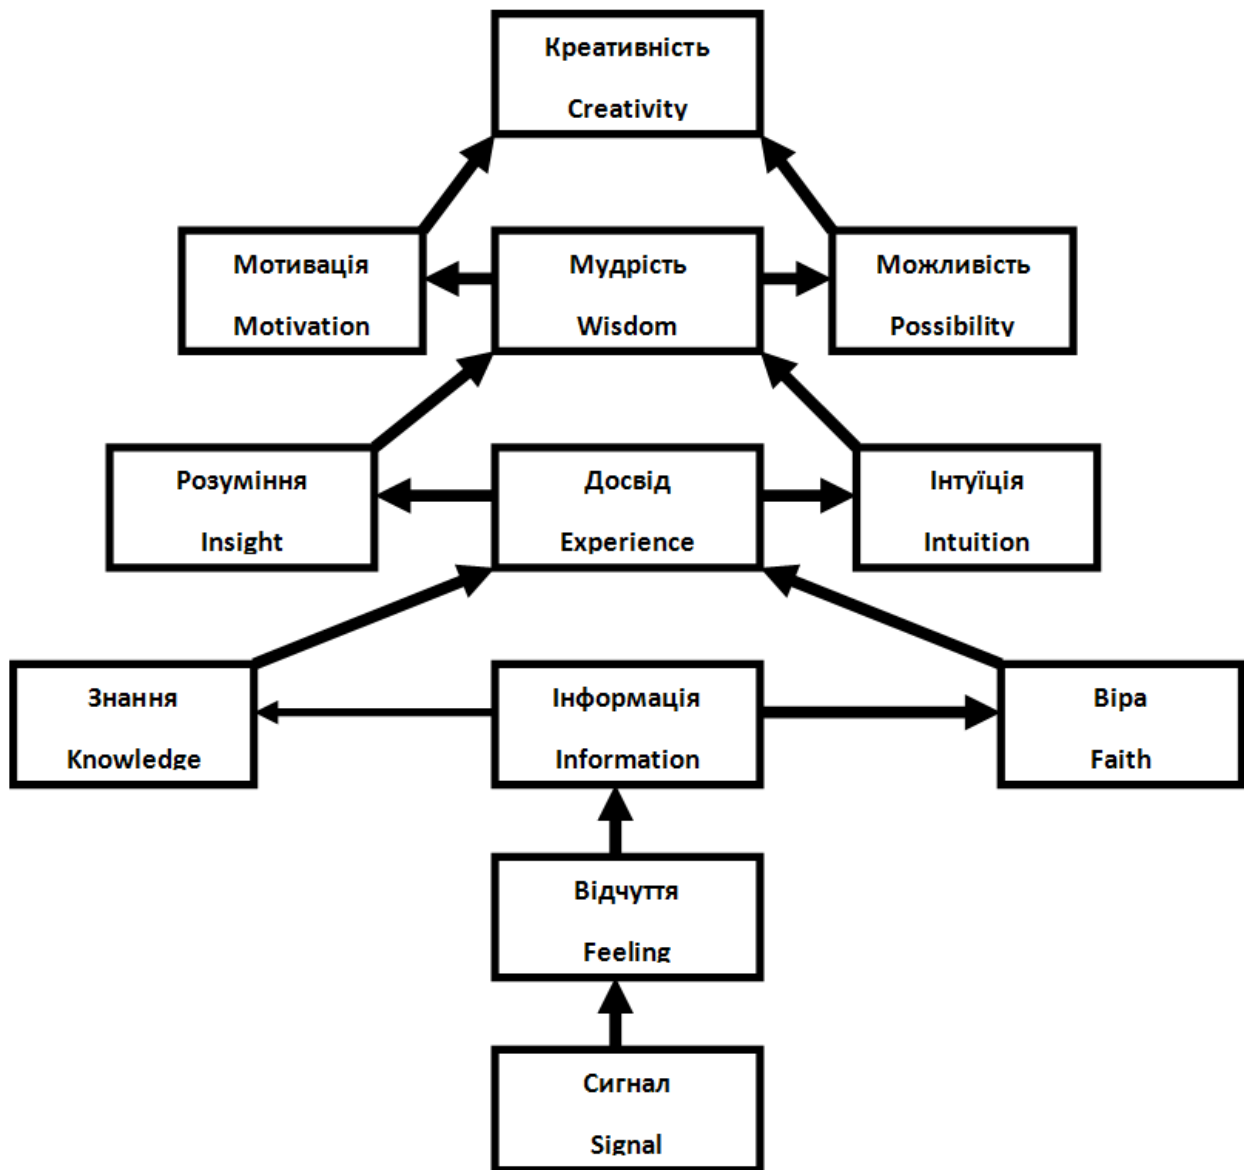 Креативність
Creativity
Мотивація
Motivation
Мудрість
Wisdom
Можливість
Possibility
Розуміння
Insight
Досвід
Experience
Інтуїція
Intuition
Знання
Knowledge
Інформація
Information
Віра
Faith
Відчуття
Feeling
Сигнал
Signal